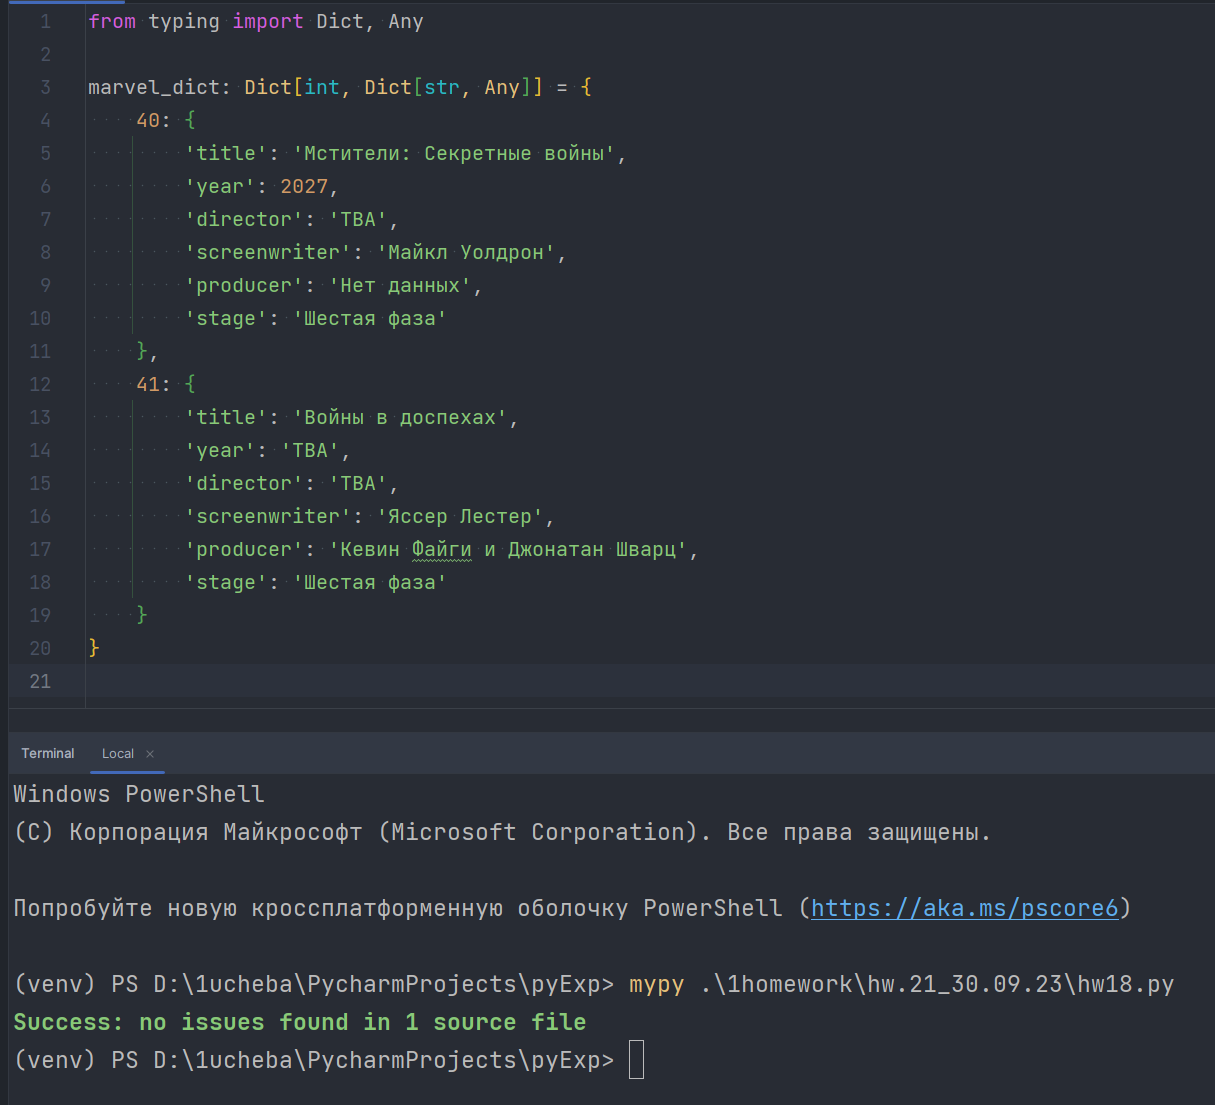 1 from typing import Dict, Any
2
3 marvel_dict: Dict[int, Dict[str, Any]] = {
4     40: {
5         'title': 'Мстители: Секретные войны',
6         'year': 2027,
7         'director': 'TBA',
8         'screenwriter': 'Майкл Уолдрон',
9         'producer': 'Нет данных',
10         'stage': 'Шестая фаза'
11     },
12     41: {
13         'title': 'Войны в доспехах',
14         'year': 'TBA',
15         'director': 'TBA',
16         'screenwriter': 'Яссер Лестер',
17         'producer': 'Кевин Файги и Джонатан Шварц',
18         'stage': 'Шестая фаза'
19     }
20 }
21
Terminal Local ×
Windows PowerShell
(C) Корпорация Майкрософт (Microsoft Corporation). Все права защищены.
Попробуйте новую кроссплатформенную оболочку PowerShell (https://aka.ms/pscore6)
(venv) PS D:\1ucheba\PycharmProjects\pyExp> mypy .\1homework\hw.21_30.09.23\hw18.py
Success: no issues found in 1 source file
(venv) PS D:\1ucheba\PycharmProjects\pyExp>